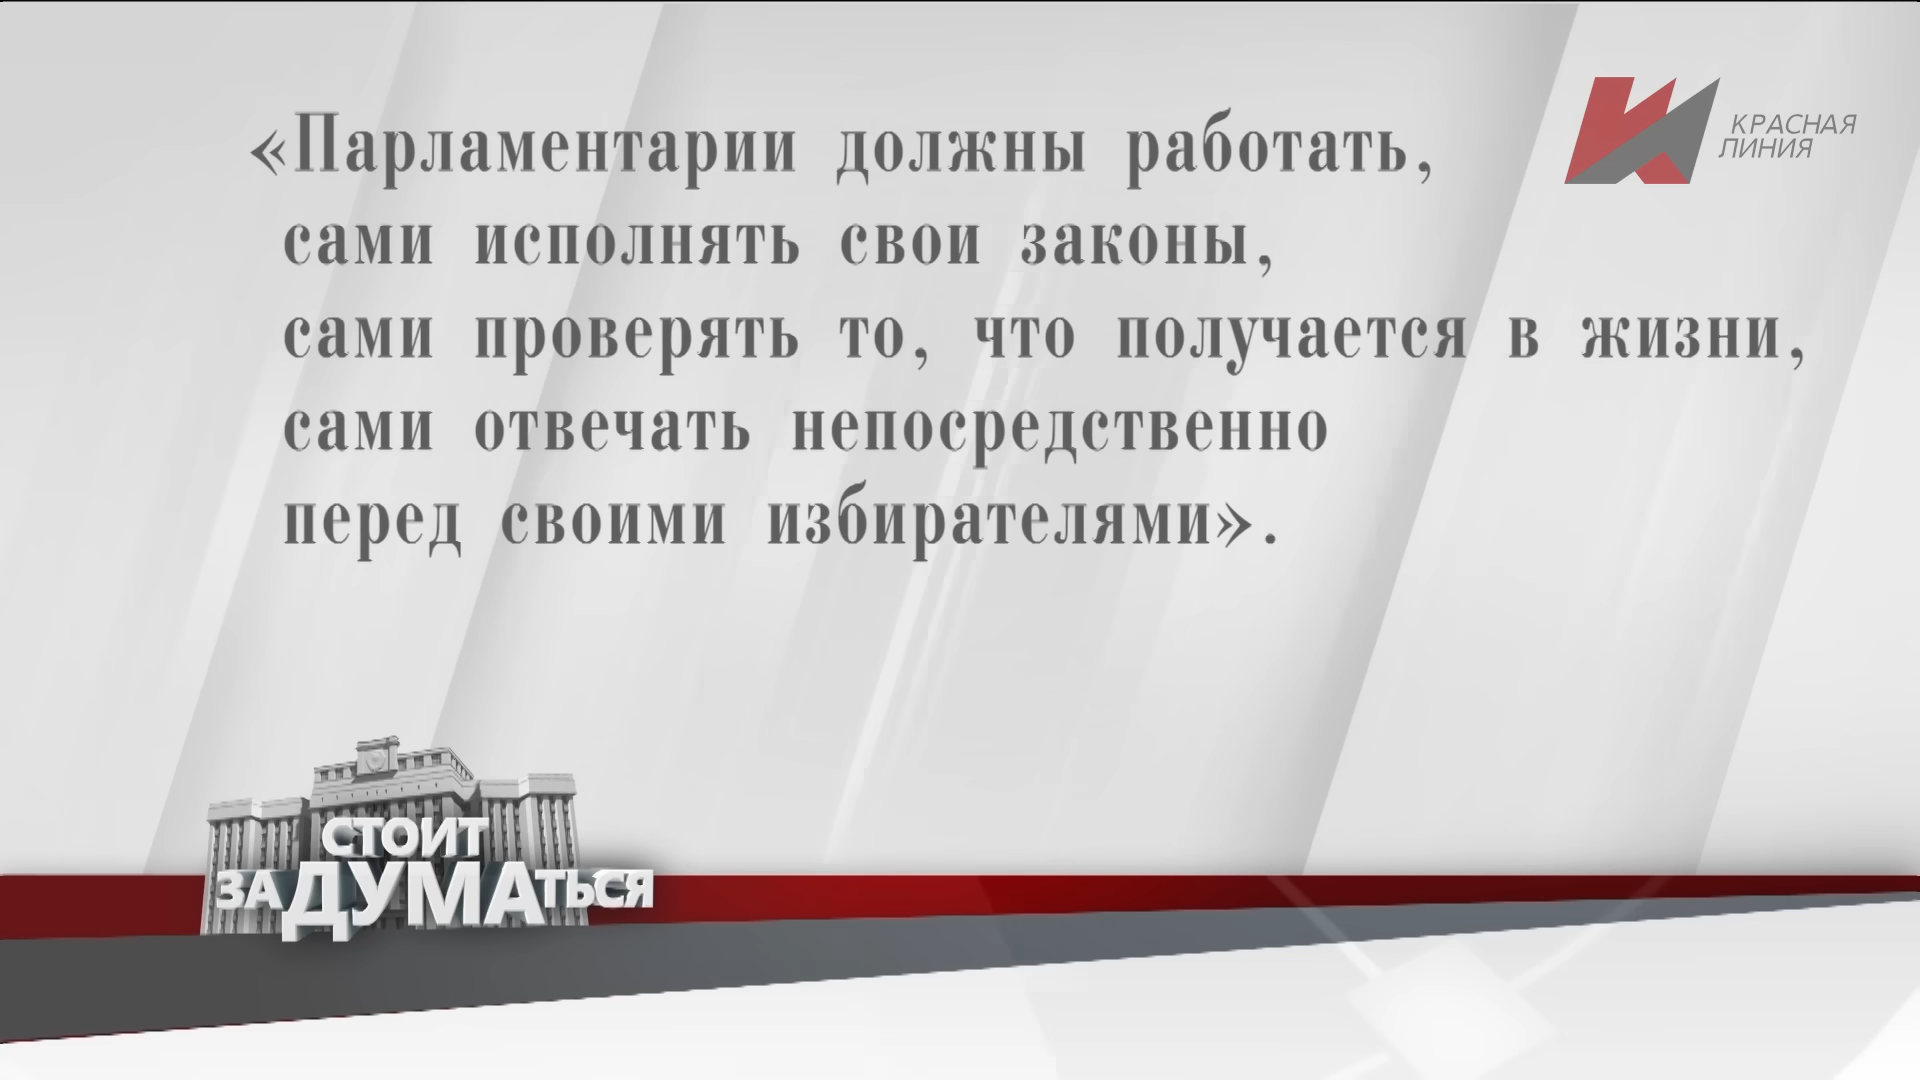 «Парламентарии должны работать,
сами исполнять свои законы,
сами проверять то, что получается в жизни,
сами отвечать непосредственно
перед своими избирателями».
КРАСНАЯ
ЛИНИЯ
СТОИТ
ЗАДУМАТЬСЯ